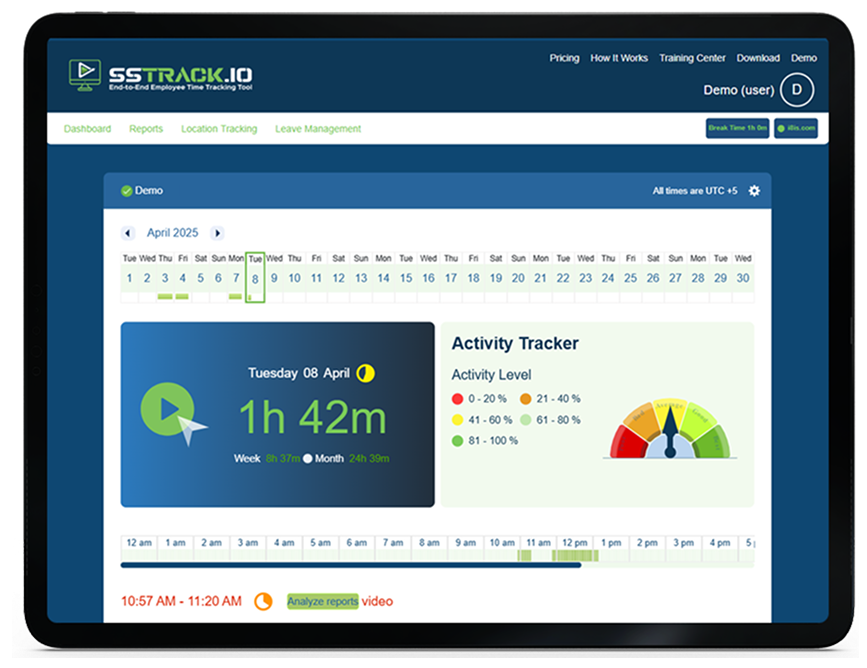 Pricing How It Works Training Center Download Demo
SSTRACK.IO
End-to-End Employee Time Tracking Tool
Demo (user) D
Dashboard Reports Location Tracking Leave Management
Break Time 1h 0m
Demo
All times are UTC +5
April 2025
Tue Wed Thu Fri Sat Sun Mon Tue Wed Thu Fri Sat Sun Mon Tue Wed Thu Fri Sat Sun Mon Tue Wed Thu Fri Sat Sun Mon Tue Wed
1 2 3 4 5 6 7 8 9 10 11 12 13 14 15 16 17 18 19 20 21 22 23 24 25 26 27 28 29 30
Tuesday 08 April
1h 42m
Week 8h 37m Month 24h 39m
Activity Tracker
Activity Level
0 - 20 % 21 - 40 %
41 - 60 % 61 - 80 %
81 - 100 %
12 am 1 am 2 am 3 am 4 am 5 am 6 am 7 am 8 am 9 am 10 am 11 am 12 pm 1 pm 2 pm 3 pm 4 pm 5
10:57 AM - 11:20 AM Analyze reports video